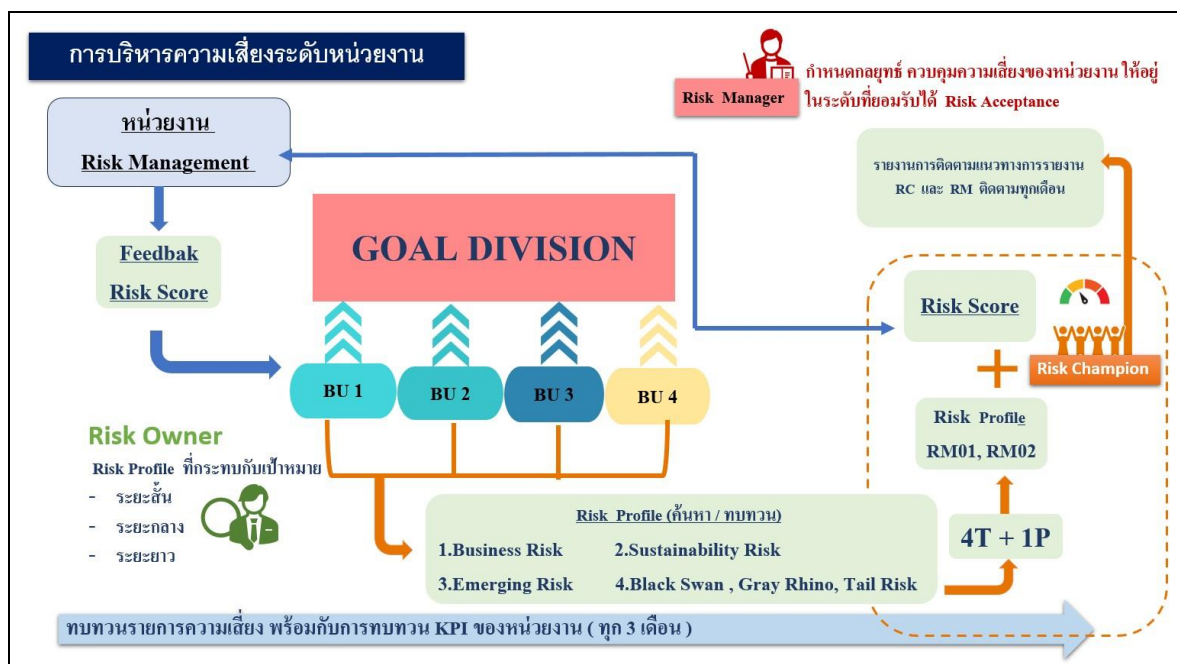 การบริหารความเสี่ยงระดับหน่วยงาน
Risk Manager
กำหนดกลยุทธ์ ควบคุมความเสี่ยงของหน่วยงาน ให้อยู่
ในระดับที่ยอมรับได้ Risk Acceptance
หน่วยงาน
Risk Management
รายงานการติดตามแนวทางการรายงาน
RC และ RM ติดตามทุกเดือน
GOAL DIVISION
Feedbak
Risk Score
Risk Score
Risk Champion
BU 1
BU 2
BU 3
BU 4
Risk Profile
RM01, RM02
Risk Owner
Risk Profile ที่กระทบกับเป้าหมาย
- ระยะสั้น
- ระยะกลาง
- ระยะยาว
Risk Profile (ค้นหา / ทบทวน)
1.Business Risk 2.Sustainability Risk
3.Emerging Risk 4.Black Swan , Gray Rhino, Tail Risk
4T + 1P
ทบทวนรายการความเสี่ยง พร้อมกับการทบทวน KPI ของหน่วยงาน ( ทุก 3 เดือน )